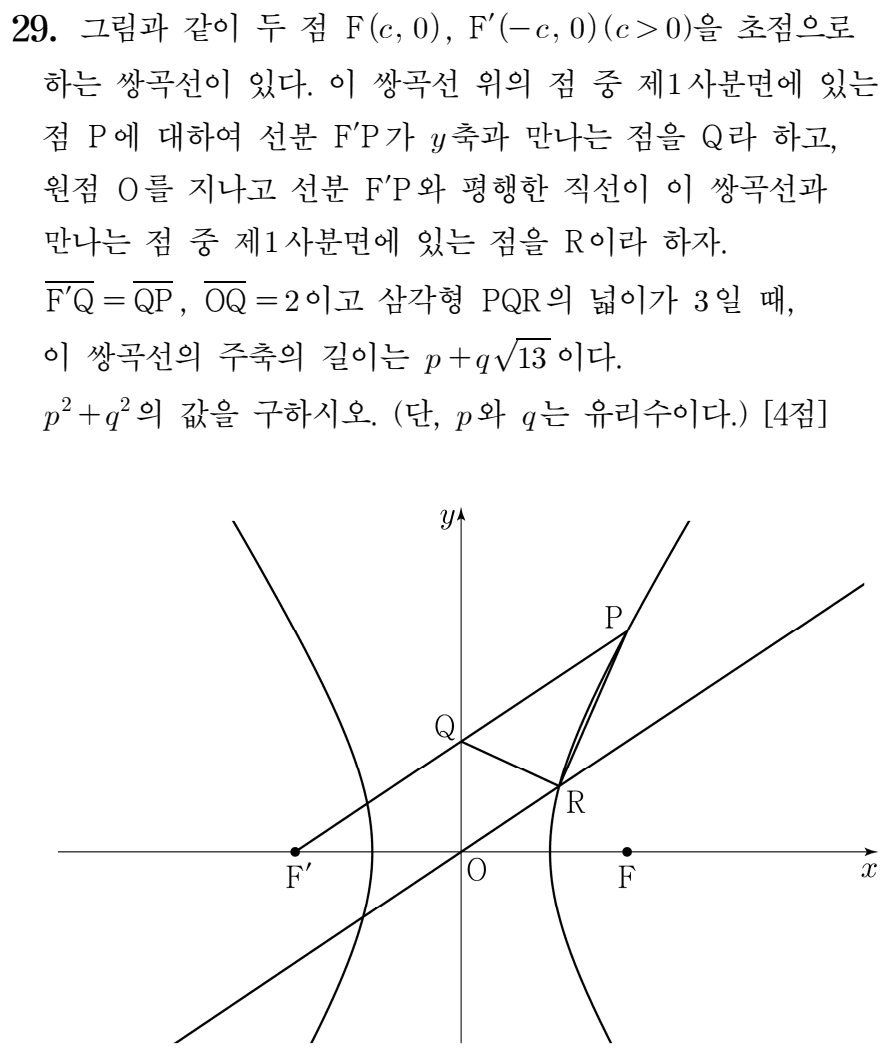 29. 그림과 같이 두 점 F(c, 0), F′(−c, 0)(c>0)을 초점으로
하는 쌍곡선이 있다. 이 쌍곡선 위의 점 중 제1사분면에 있는
점 P에 대하여 선분 F′P가 y축과 만나는 점을 Q라 하고,
원점 O를 지나고 선분 F′P와 평행한 직선이 이 쌍곡선과
만나는 점 중 제1사분면에 있는 점을 R이라 하자.
F′Q̅ = Q̅P̅, O̅Q̅ = 2이고 삼각형 PQR의 넓이가 3일 때,
이 쌍곡선의 주축의 길이는 p+q√13 이다.
p²+q²의 값을 구하시오. (단, p와 q는 유리수이다.) [4점]
y
P
Q
R
F′
O
F
x